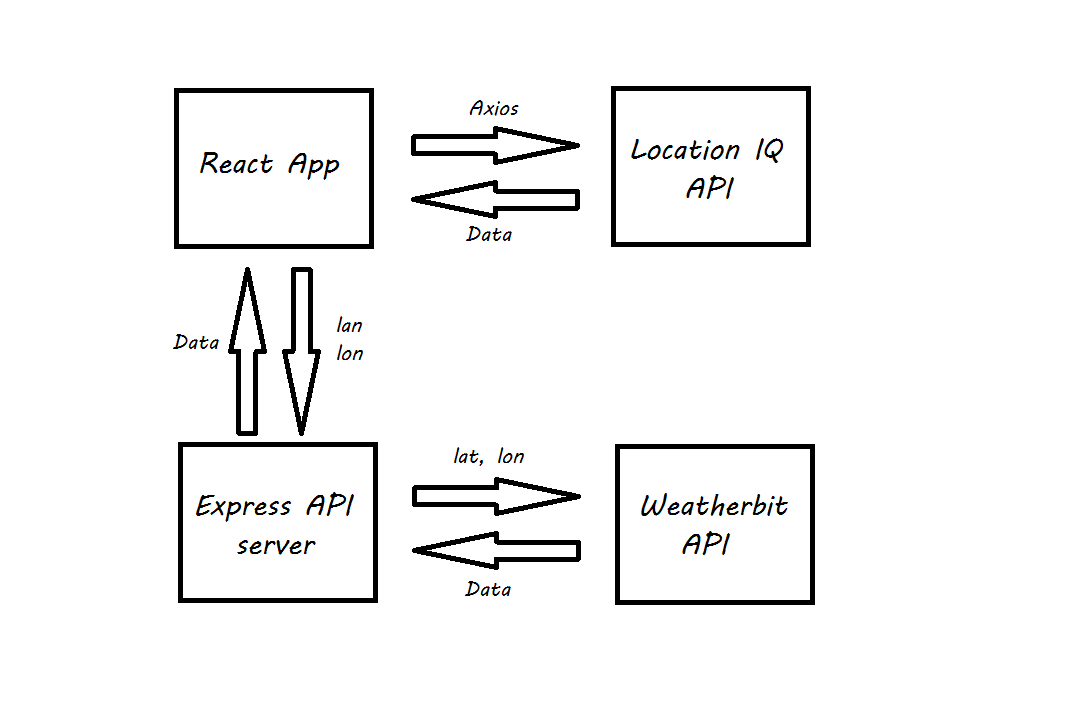 Axios
React App
Location IQ
API
Data
Data
lan
lon
lat, lon
Express API
server
Weatherbit
API
Data